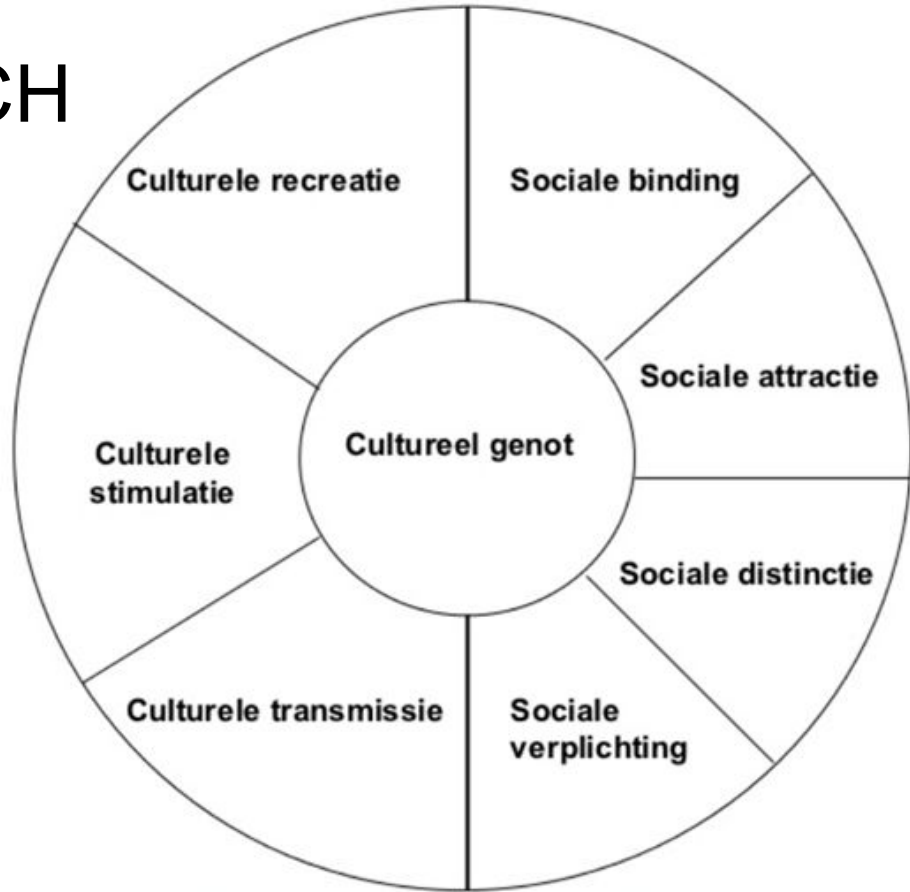 CH
Culturele recreatie
Sociale binding
Sociale attractie
Culturele
stimulatie
Cultureel genot
Sociale distinctie
Culturele transmissie
Sociale
verplichting